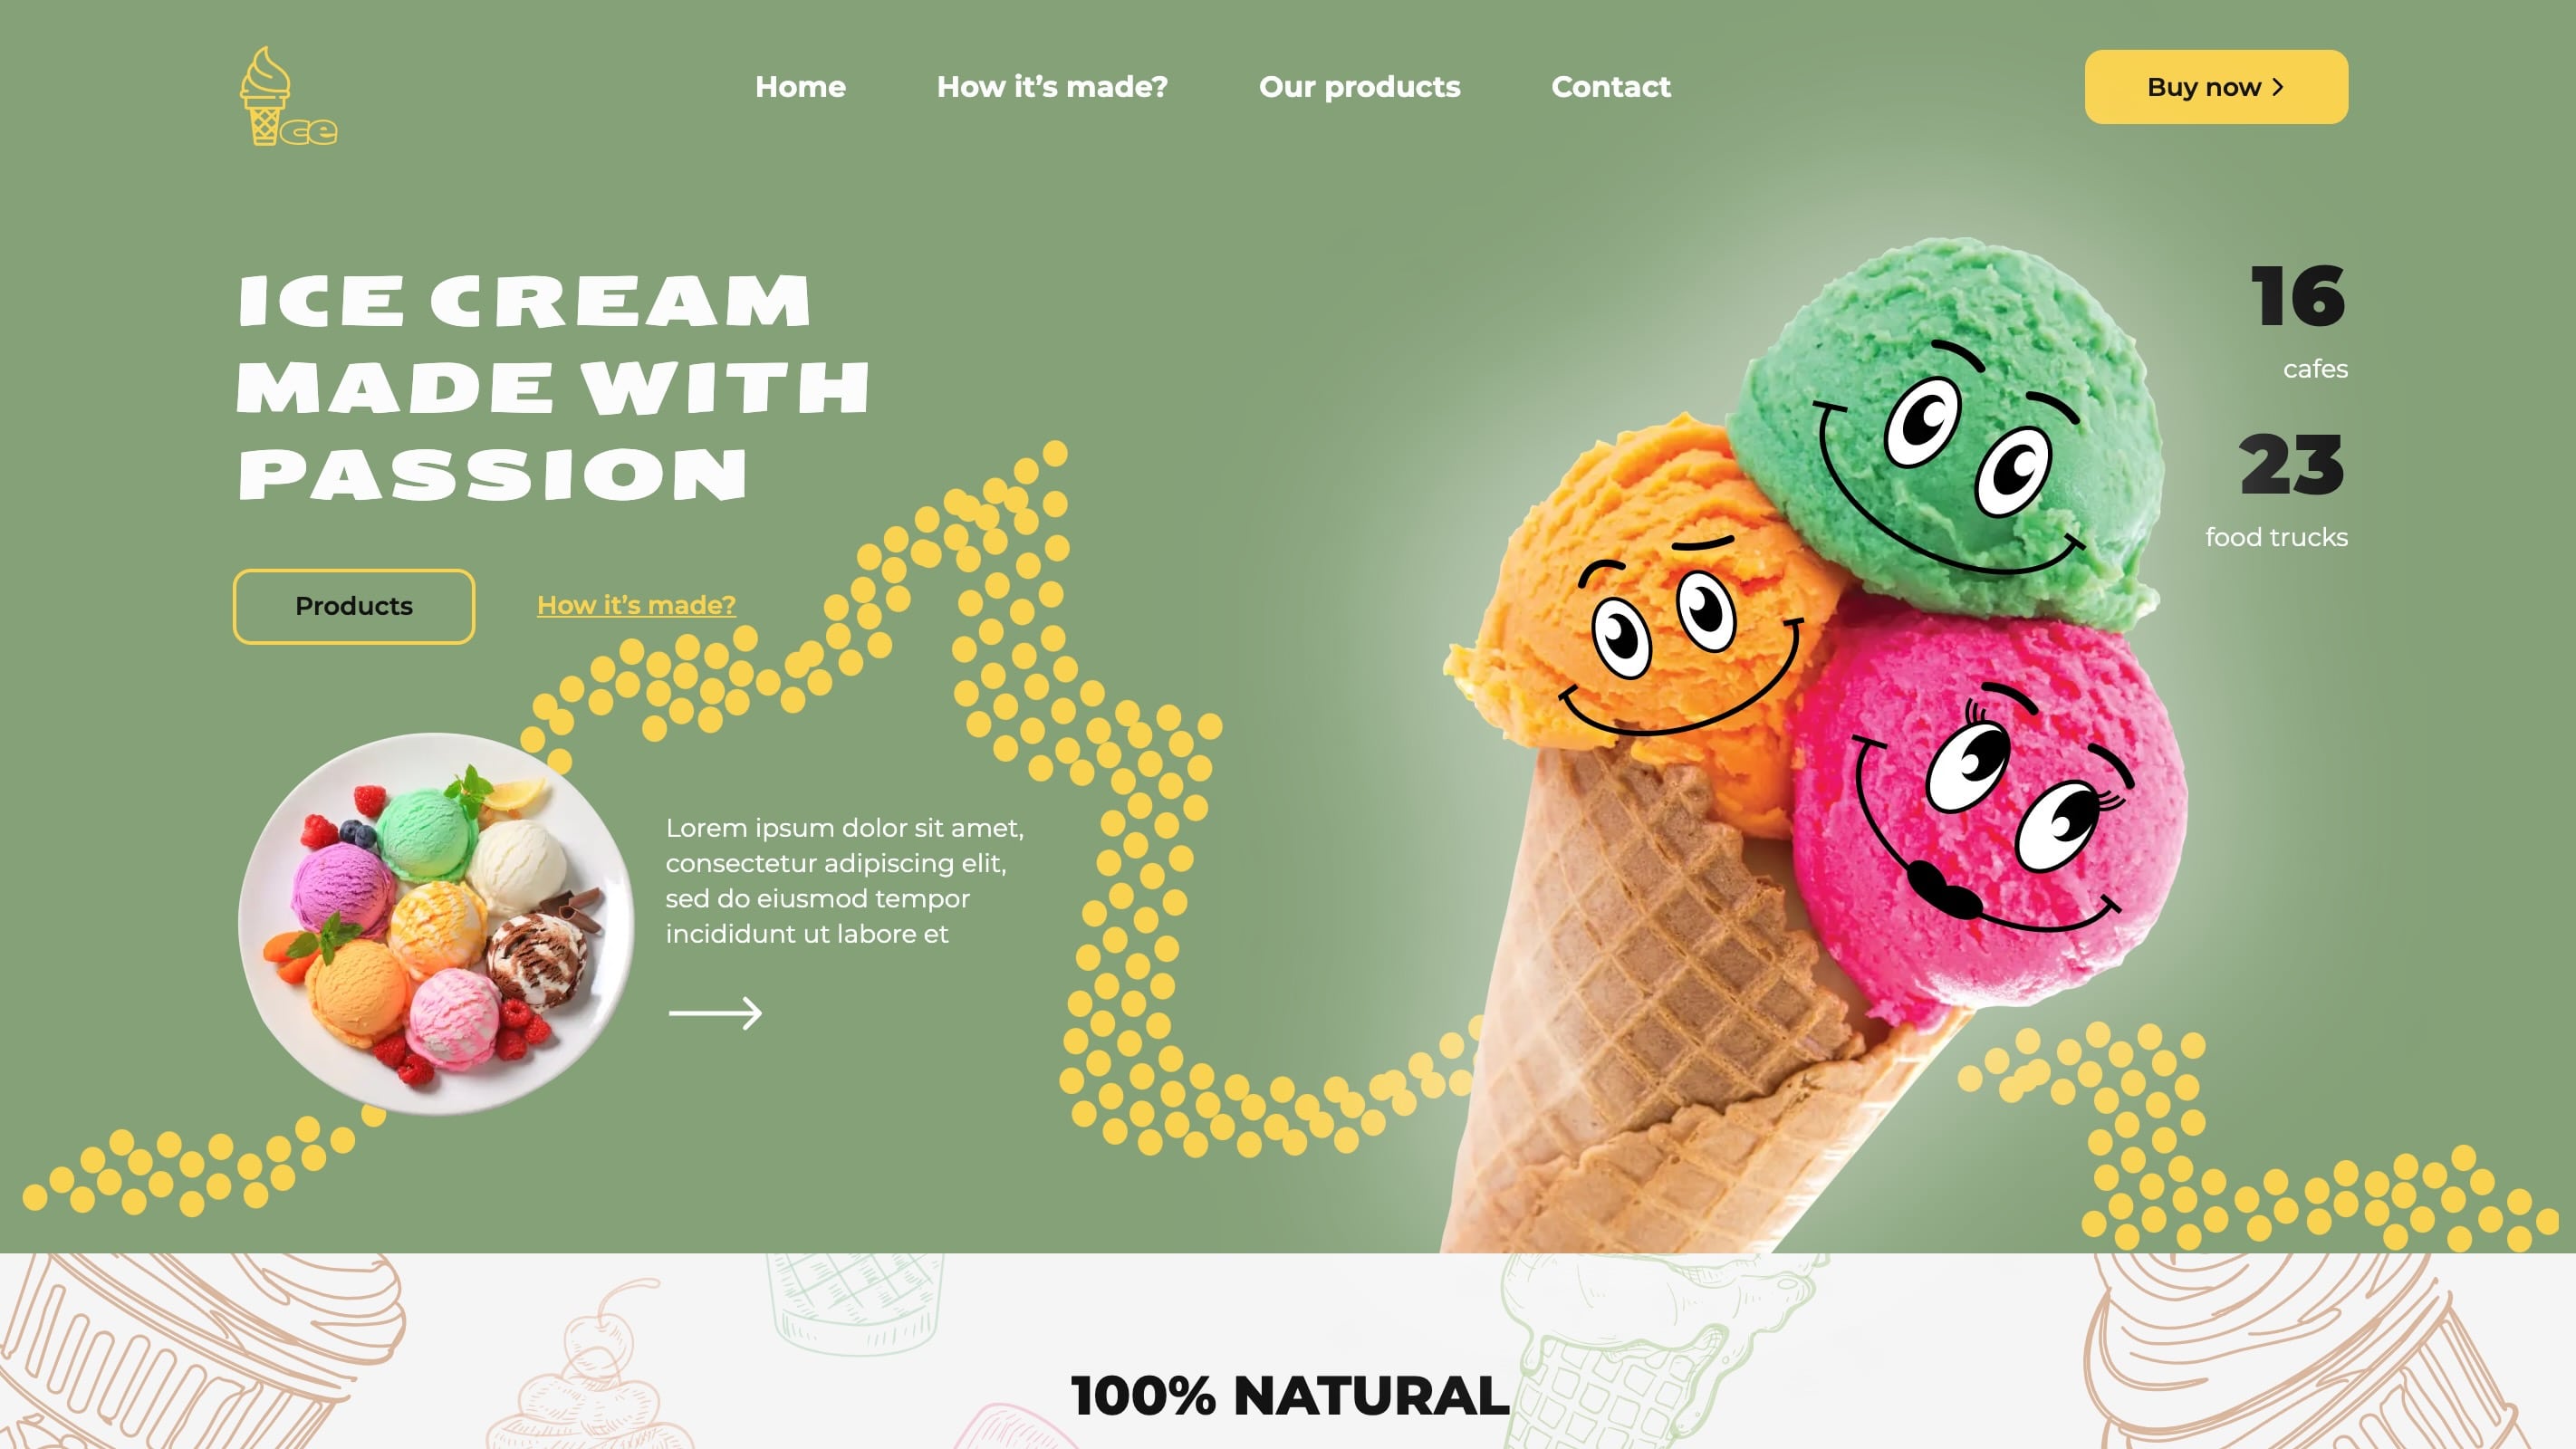 ce
Home
How it’s made?
Our products
Contact
Buy now
ICE CREAM
MADE WITH
PASSION
16
cafes
23
food trucks
Products
How it’s made?
Lorem ipsum dolor sit amet,
consectetur adipiscing elit,
sed do eiusmod tempor
incididunt ut labore et
100% NATURAL